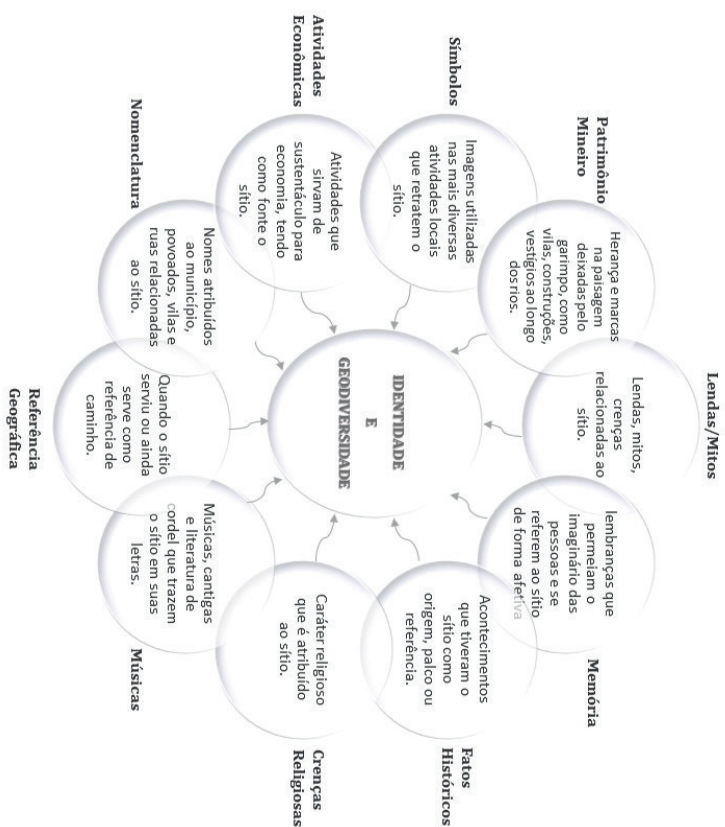 Lendas/Mitos
Lendas, mitos,
crenças
relacionadas ao
sítio.
Memória
lembranças que
permeiam o
imaginário das
pessoas e se
referem ao sítio
de forma afetiva
Fatos
Históricos
Acontecimentos
que tiveram o
sítio como
origem, palco ou
referência.
Crenças
Religiosas
Caráter religioso
que é atribuído
ao sítio.
Músicas
Músicas, cantigas
e literatura de
cordel que trazem
o sítio em suas
letras.
Referência
Geográfica
Quando o sítio
serviu ou ainda
serve como
referência de
caminho.
Nomenclatura
Nomes atribuídos
ao município,
povoados, vilas e
ruas relacionadas
ao sítio.
Atividades
Econômicas
Atividades que
sirvam de
sustentáculo para
economia, tendo
como fonte o
sítio.
Símbolos
Imagens utilizadas
nas mais diversas
atividades locais
que retratem o
sítio.
Patrimônio
Mineiro
Herança e marcas
na paisagem
deixadas pelo
garimpo, como
vilas, construções,
vestígios ao longo
dos rios.
IDENTIDADE
E
GEODIVERSIDADE